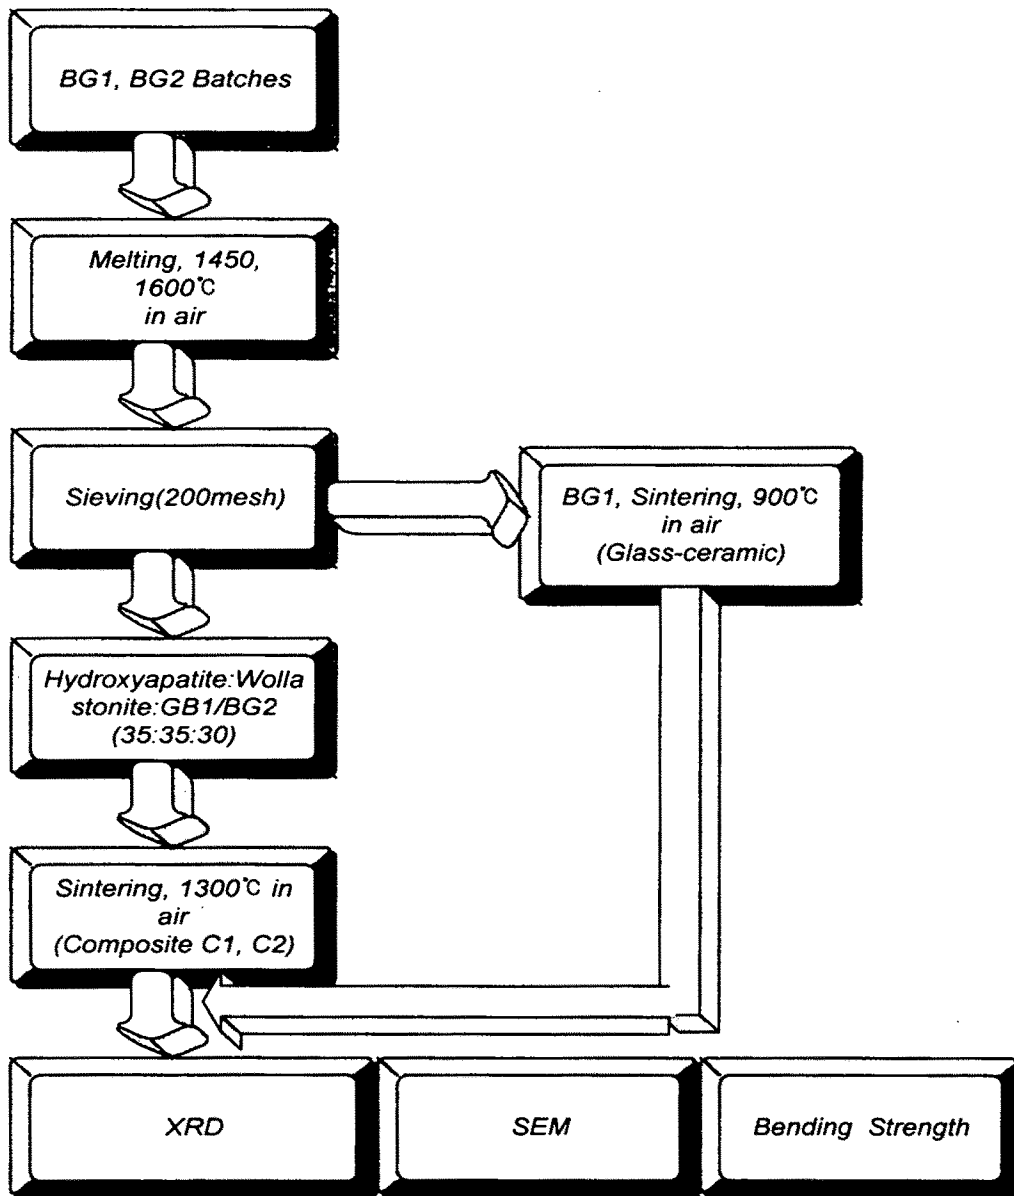 BG1, BG2 Batches
Melting, 1450,
1600℃
in air
Sieving(200mesh)
BG1, Sintering, 900℃
in air
(Glass-ceramic)
Hydroxyapatite:Wolla
stonite:GB1/BG2
(35:35:30)
Sintering, 1300℃ in
air
(Composite C1, C2)
XRD
SEM
Bending Strength